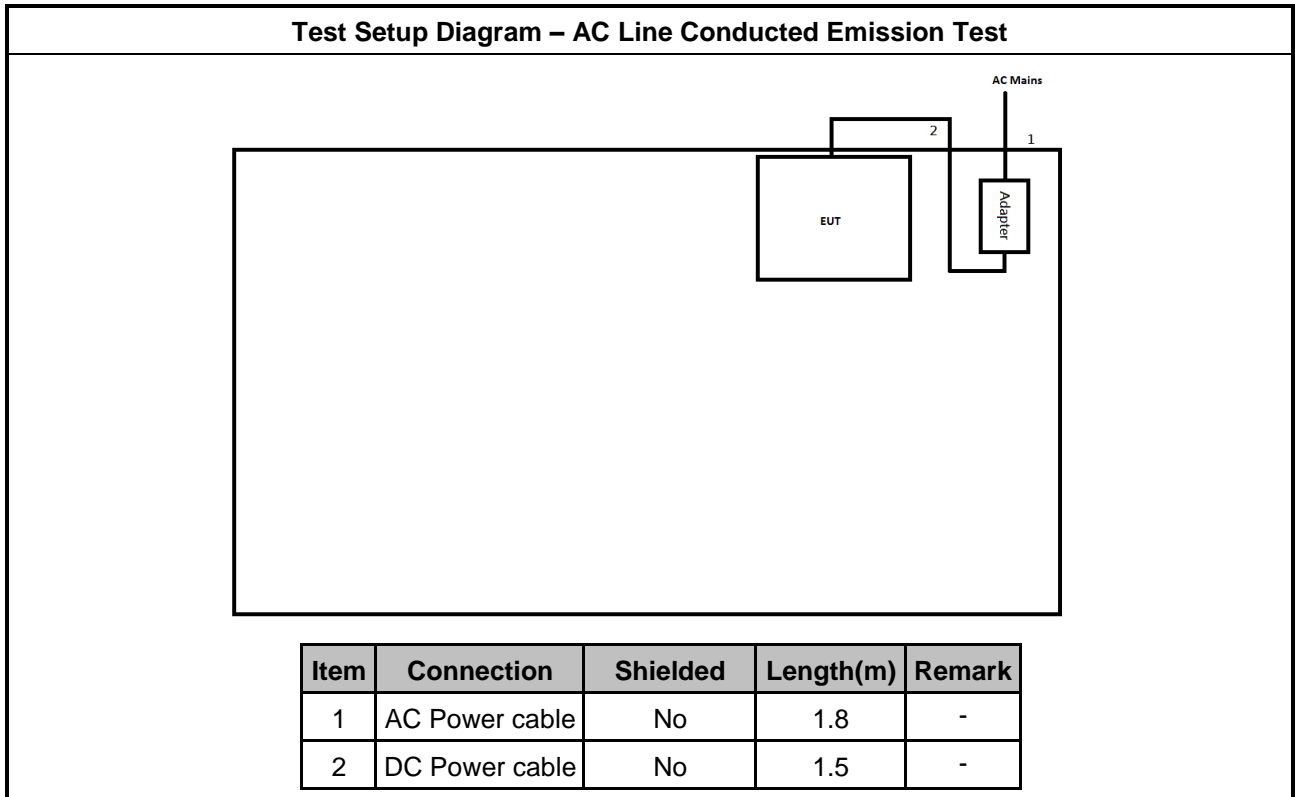 Test Setup Diagram – AC Line Conducted Emission Test
AC Mains
2
1
Adapter
EUT
Item Connection Shielded Length(m) Remark
1 AC Power cable No 1.8 -
2 DC Power cable No 1.5 -